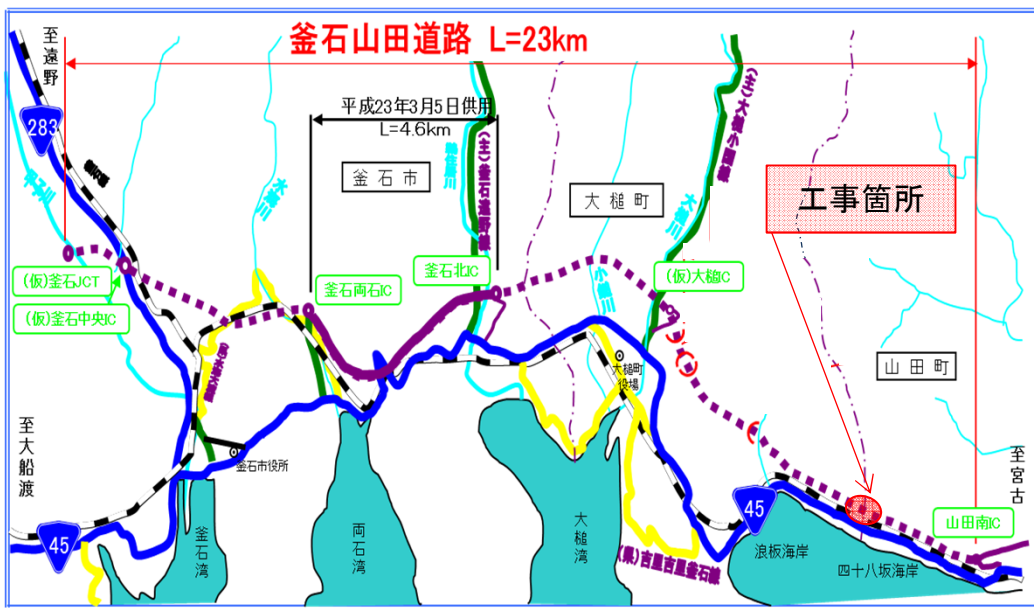 釜石山田道路 L=23km
至遠野
平成23年3月5日供用
L=4.6km
283
釜石市
大槌町
(主)釜石遠野線
(主)大槌小国線
工事箇所
大槌川
小鎚川
(仮)釜石JCT
(仮)釜石中央IC
釜石両石IC
釜石北IC
(仮)大槌IC
山田町
大槌町
役場
至大船渡
釜石市役所
至宮古
45
釜石湾
両石湾
大槌湾
(県)吉里吉里釜石線
45
浪板海岸
四十八坂海岸
山田南IC